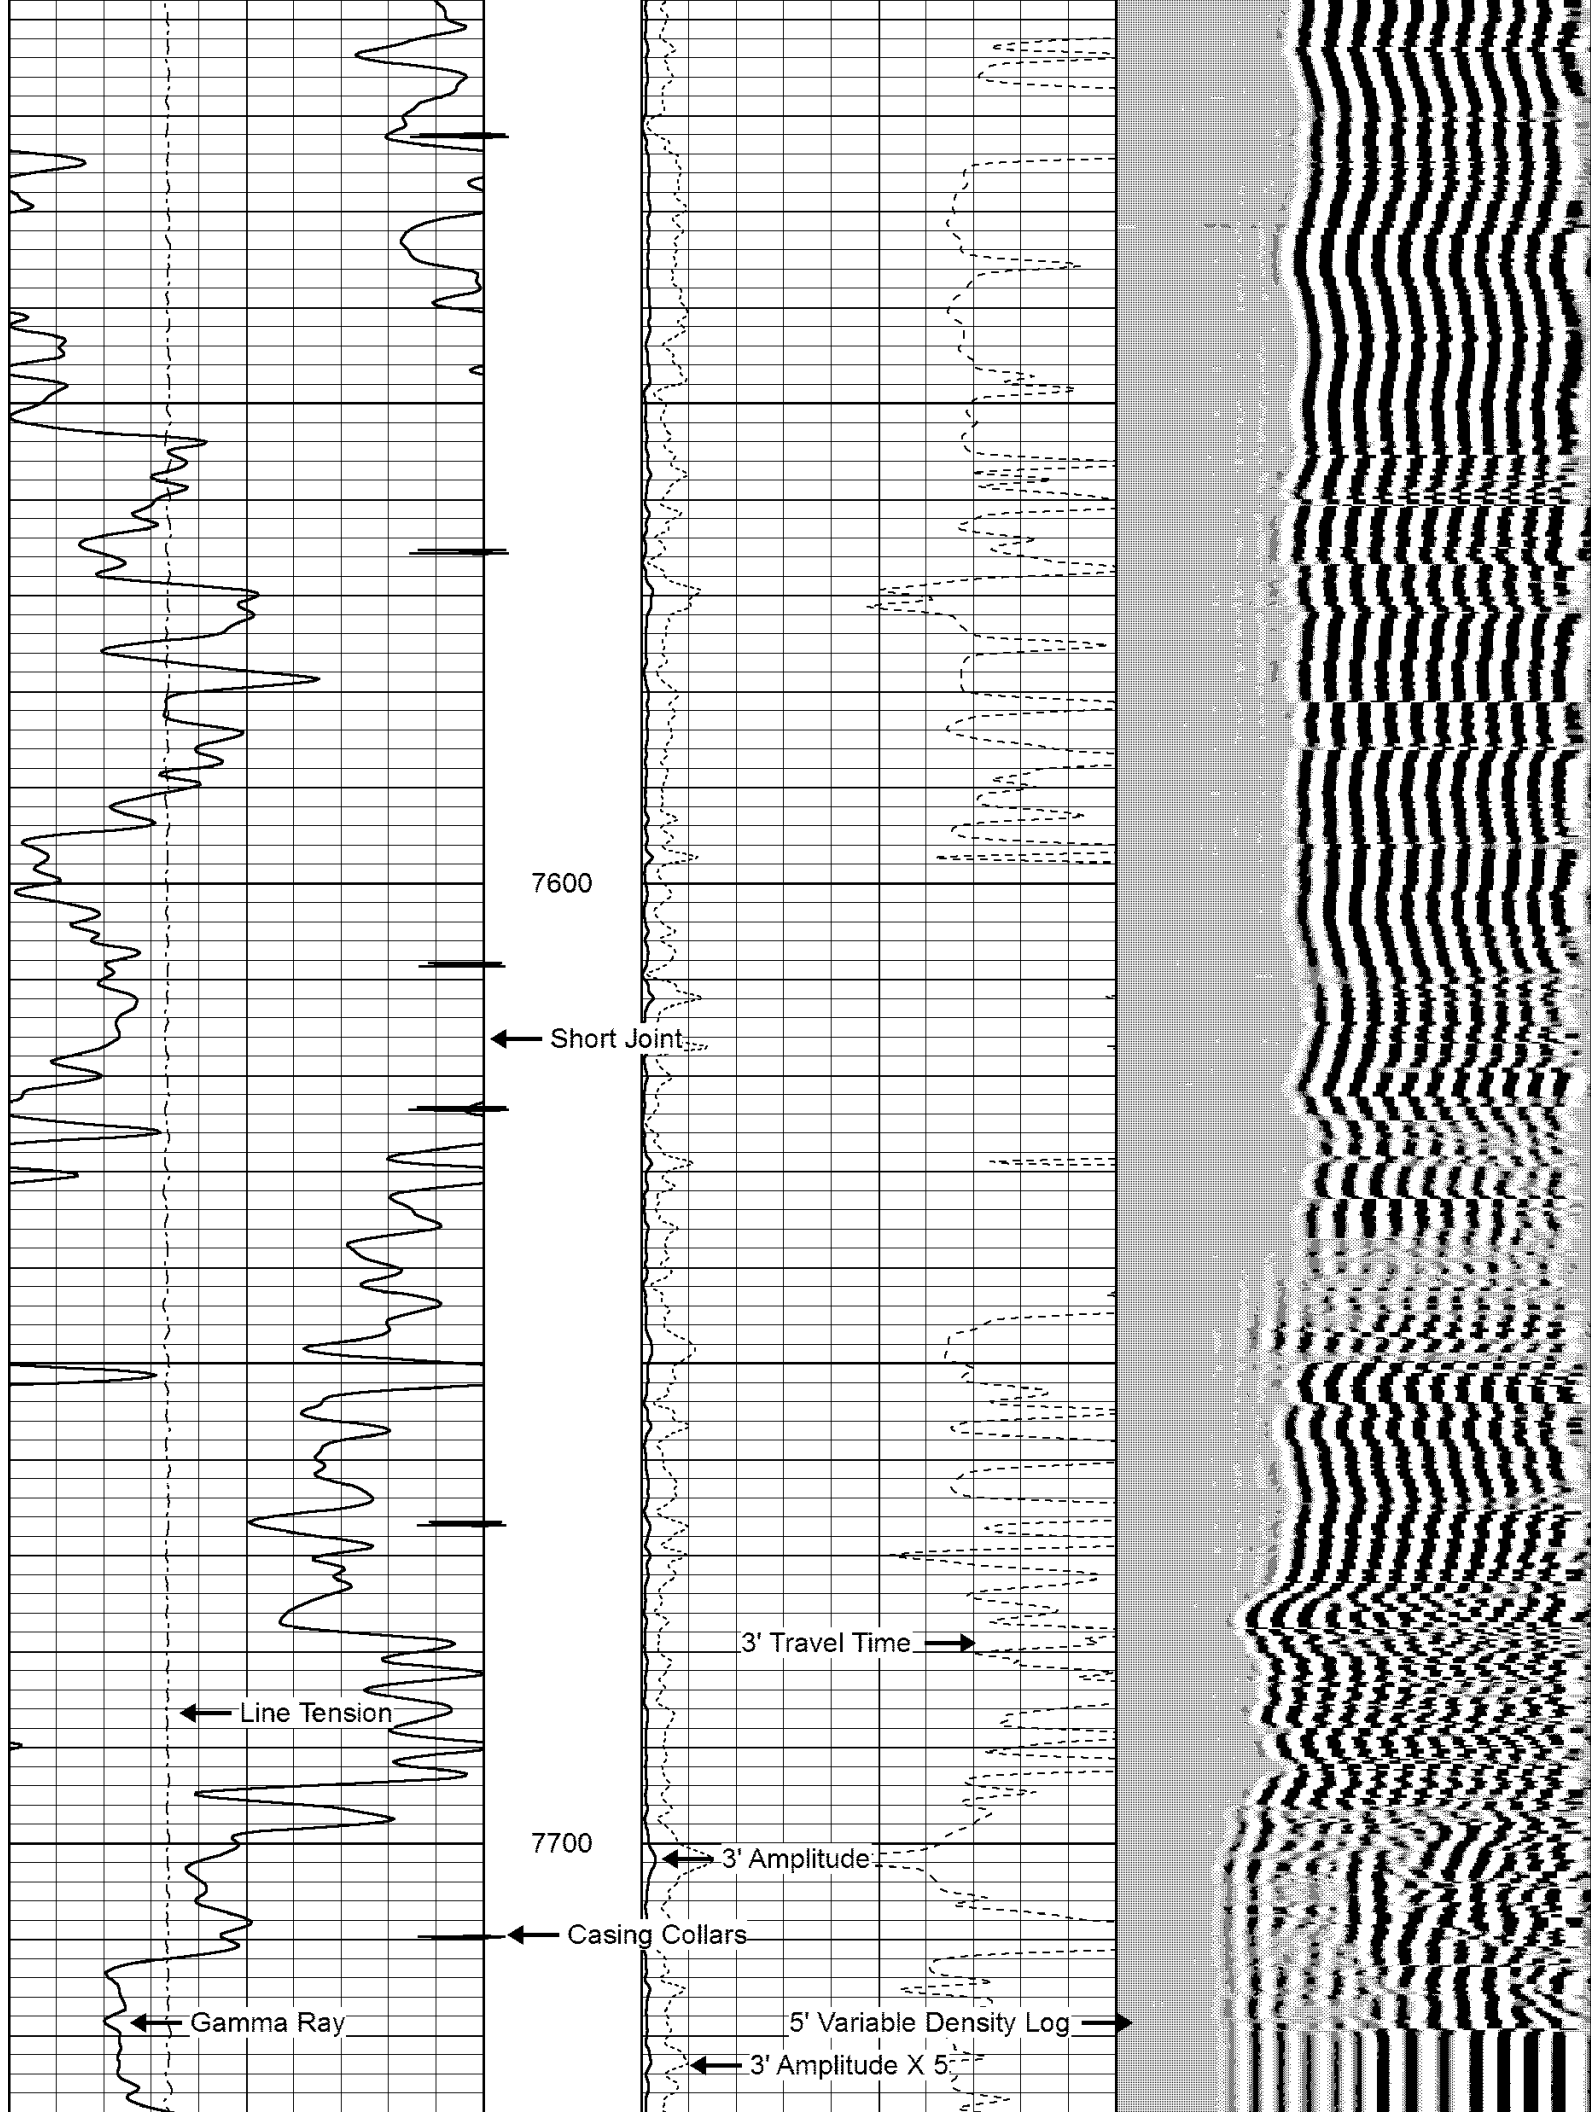 7600
Short Joint
3' Travel Time
Line Tension
7700
3' Amplitude
Casing Collars
Gamma Ray
5' Variable Density Log
3' Amplitude X 5